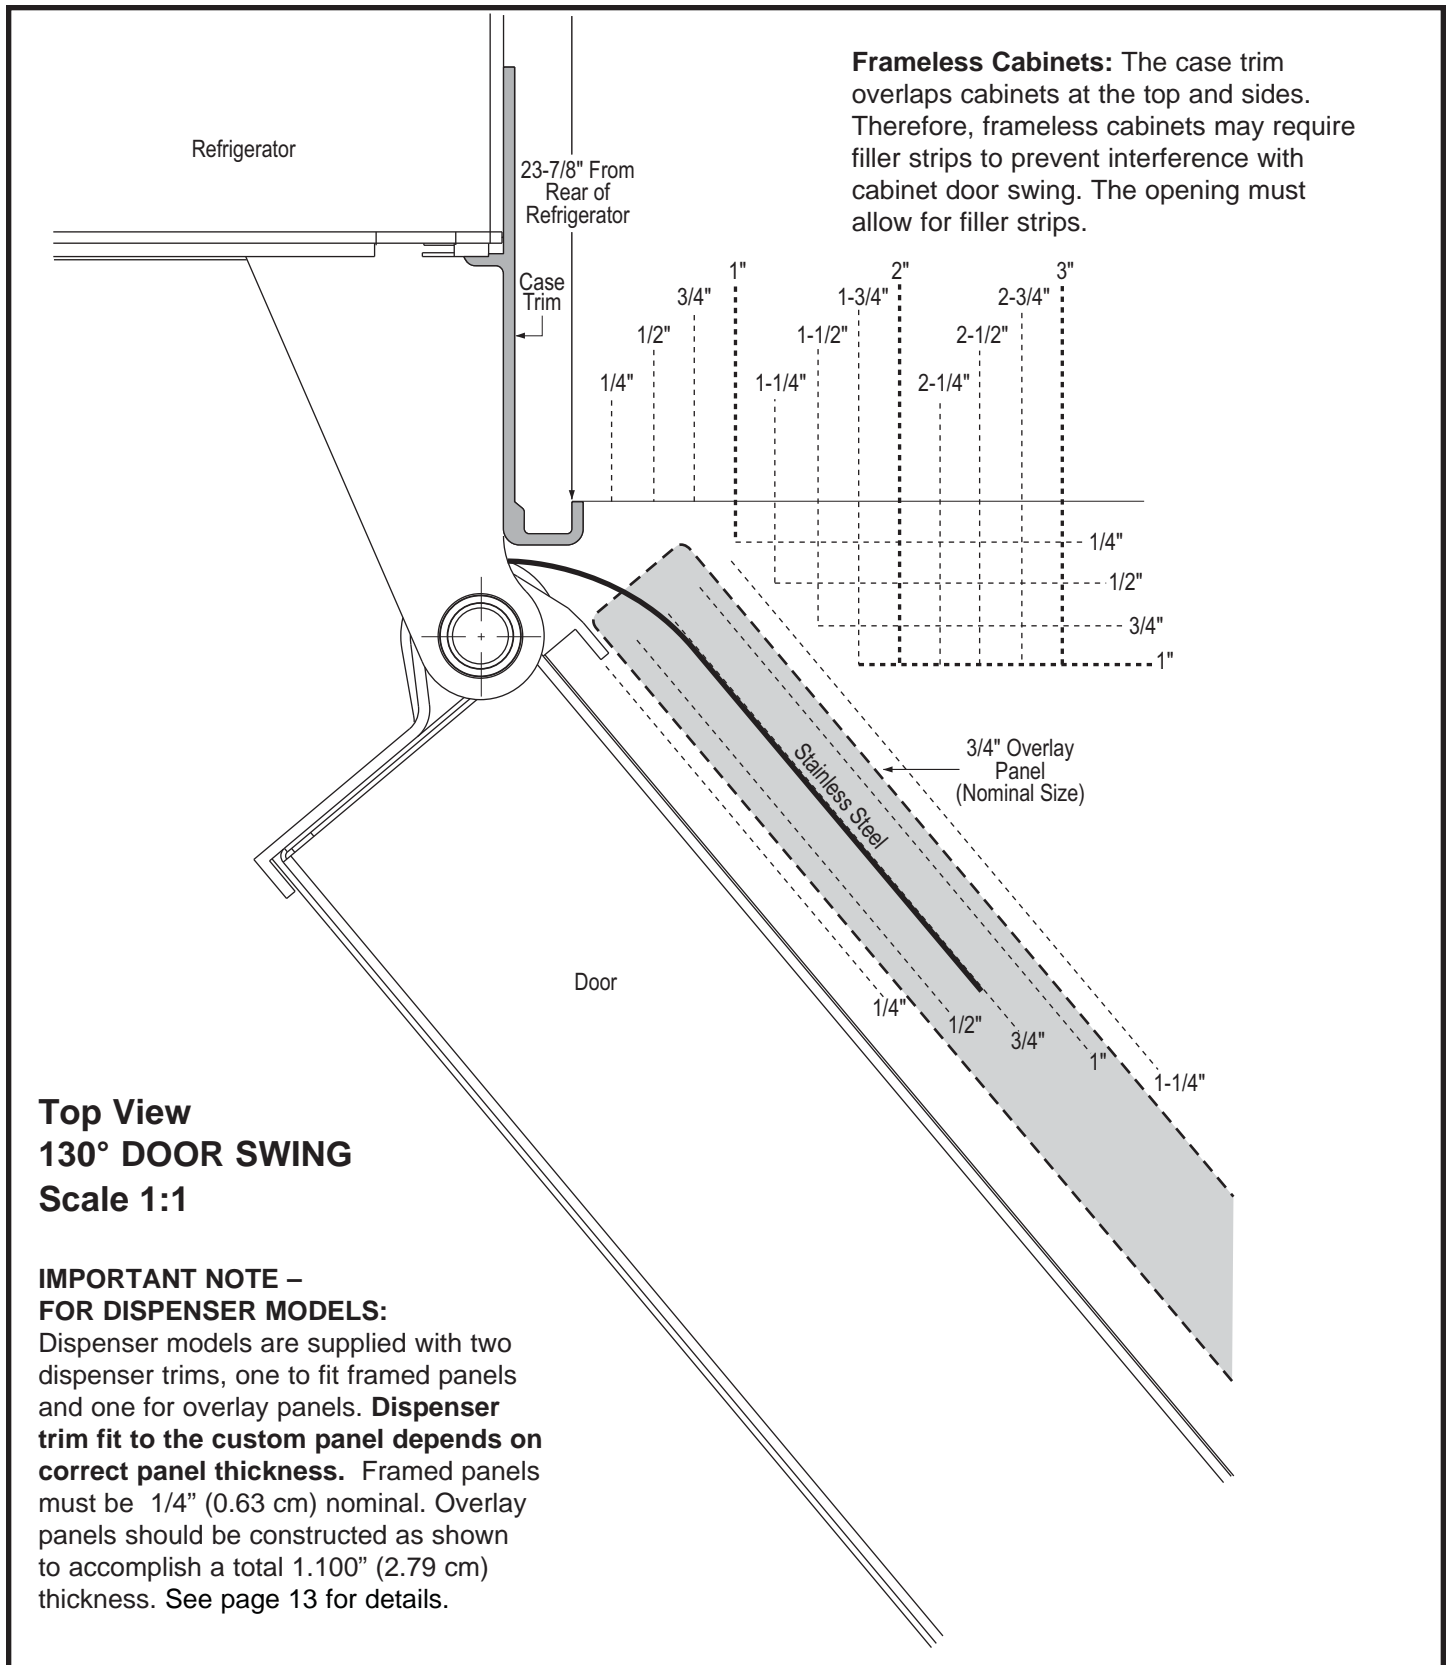 Frameless Cabinets: The case trim
overlaps cabinets at the top and sides.
Therefore, frameless cabinets may require
filler strips to prevent interference with
cabinet door swing. The opening must
allow for filler strips.
Refrigerator
23-7/8" From
Rear of
Refrigerator
Case
Trim
1/4"
1/2"
3/4"
1"
1-1/4"
1-1/2"
1-3/4"
2"
2-1/4"
2-1/2"
2-3/4"
3"
1/4"
1/2"
3/4"
1"
3/4" Overlay
Panel
(Nominal Size)
Stainless Steel
Door
1/4"
1/2"
3/4"
1"
1-1/4"
Top View
130° DOOR SWING
Scale 1:1
IMPORTANT NOTE –
FOR DISPENSER MODELS:
Dispenser models are supplied with two
dispenser trims, one to fit framed panels
and one for overlay panels. Dispenser
trim fit to the custom panel depends on
correct panel thickness. Framed panels
must be 1/4” (0.63 cm) nominal. Overlay
panels should be constructed as shown
to accomplish a total 1.100” (2.79 cm)
thickness. See page 13 for details.